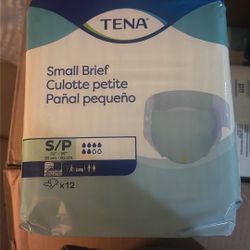 TENA
Small Brief
Culotte petite
Pañal pequeño
S/P
x12